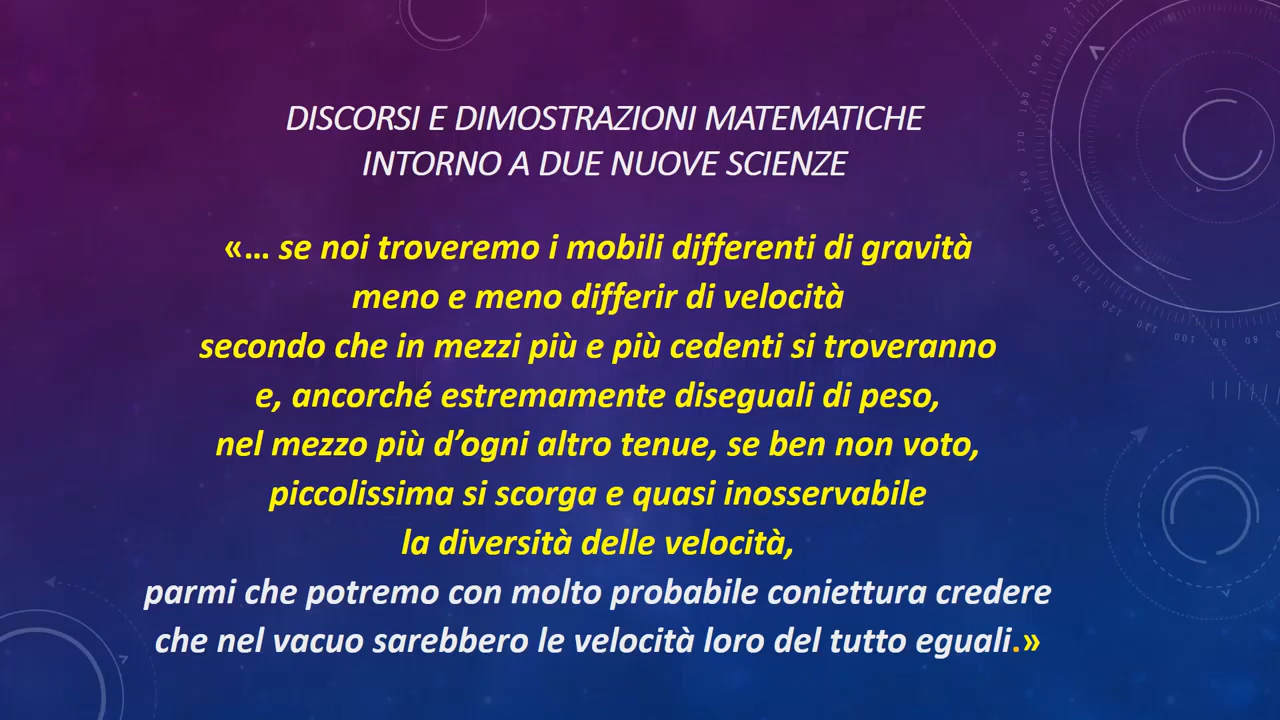 DISCORSI E DIMOSTRAZIONI MATEMATICHE
INTORNO A DUE NUOVE SCIENZE
«… se noi troveremo i mobili differenti di gravità
meno e meno differir di velocità
secondo che in mezzi più e più cedenti si troveranno
e, ancorché estremamente diseguali di peso,
nel mezzo più d’ogni altro tenue, se ben non voto,
piccolissima si scorga e quasi inosservabile
la diversità delle velocità,
parmi che potremo con molto probabile coniettura credere
che nel vacuo sarebbero le velocità loro del tutto eguali.»